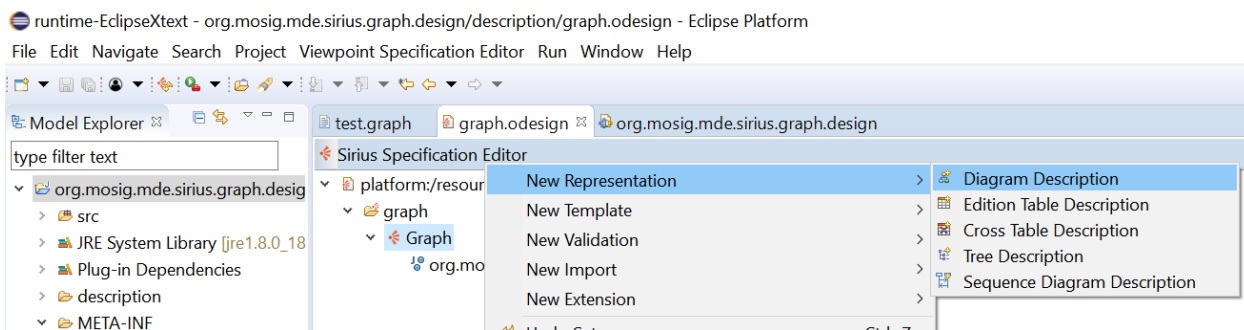 runtime-EclipseXtext - org.mosig.mde.sirius.graph.design/description/graph.odesign - Eclipse Platform
File Edit Navigate Search Project Viewpoint Specification Editor Run Window Help
Model Explorer
type filter text
org.mosig.mde.sirius.graph.desig
src
JRE System Library [jre1.8.0_18
Plug-in Dependencies
description
META-INF
test.graph graph.odesign org.mosig.mde.sirius.graph.design
Sirius Specification Editor
platform:/resour
graph
Graph
org.mo
New Representation
New Template
New Validation
New Import
New Extension
Diagram Description
Edition Table Description
Cross Table Description
Tree Description
Sequence Diagram Description